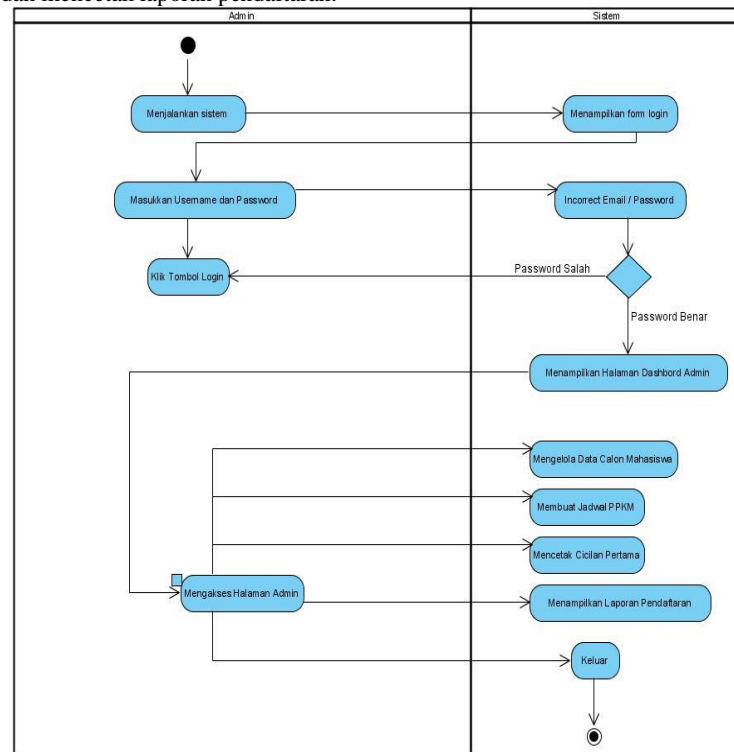 dan mencetak laporan pendaftaran.
Admin
Sistem
Menjalankan sistem
Menampilkan form login
Masukkan Username dan Password
Incorrect Email / Password
Klik Tombol Login
Password Salah
Password Benar
Menampilkan Halaman Dashbord Admin
Mengelola Data Calon Mahasiswa
Membuat Jadwal PPKM
Mencetak Cicilan Pertama
Mengakses Halaman Admin
Menampilkan Laporan Pendaftaran
Keluar